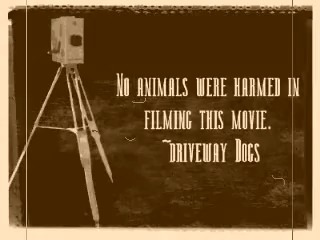 No animals were harmed in
filming this movie.
~driveway Dogs